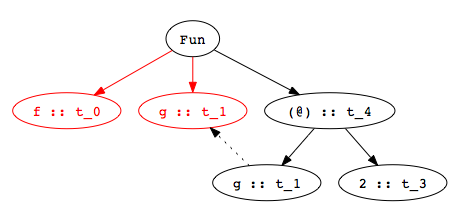 Fun
f :: t_0
g :: t_1
(@) :: t_4
g :: t_1
2 :: t_3